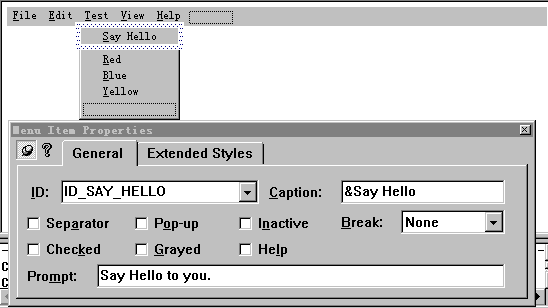 File Edit Test View Help
Say Hello
Red
Blue
Yellow
Menu Item Properties
General Extended Styles
ID: ID_SAY_HELLO Caption: &Say Hello
Separator Pop-up Inactive Break: None
Checked Grayed Help
Prompt: Say Hello to you.